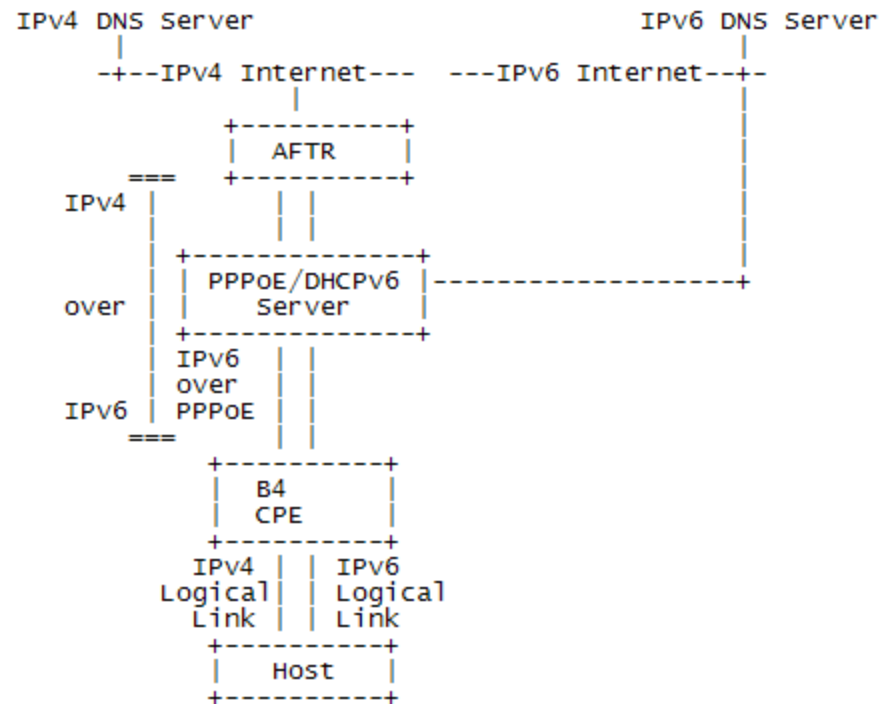 IPv4 DNS Server IPv6 DNS Server
IPv4 Internet IPv6 Internet
AFTR
IPv4
PPPoE/DHCPv6
over Server
IPv6
over
IPv6 PPPoE
B4
CPE
IPv4 IPv6
Logical Logical
Link Link
Host